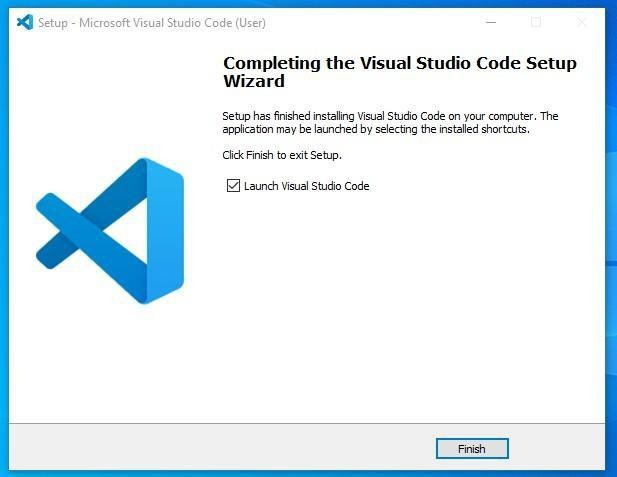 Setup - Microsoft Visual Studio Code (User)
Completing the Visual Studio Code Setup
Wizard
Setup has finished installing Visual Studio Code on your computer. The
application may be launched by selecting the installed shortcuts.
Click Finish to exit Setup.
Launch Visual Studio Code
Finish